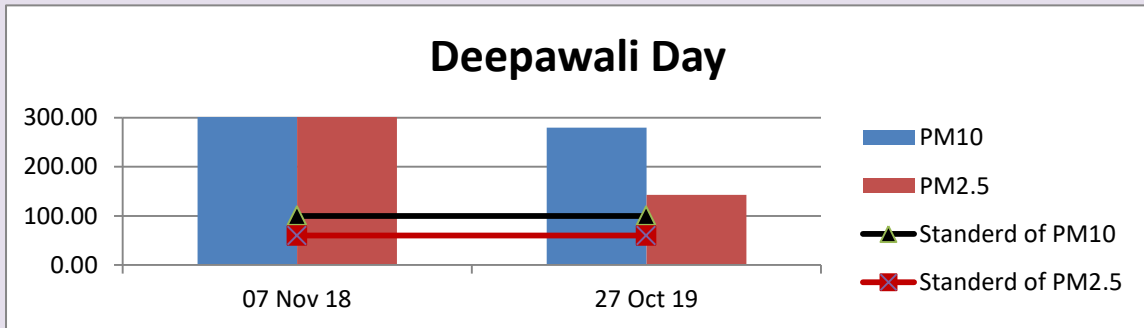 Deepawali Day
300.00
200.00
100.00
0.00
07 Nov 18
27 Oct 19
PM10
PM2.5
Standerd of PM10
Standerd of PM2.5